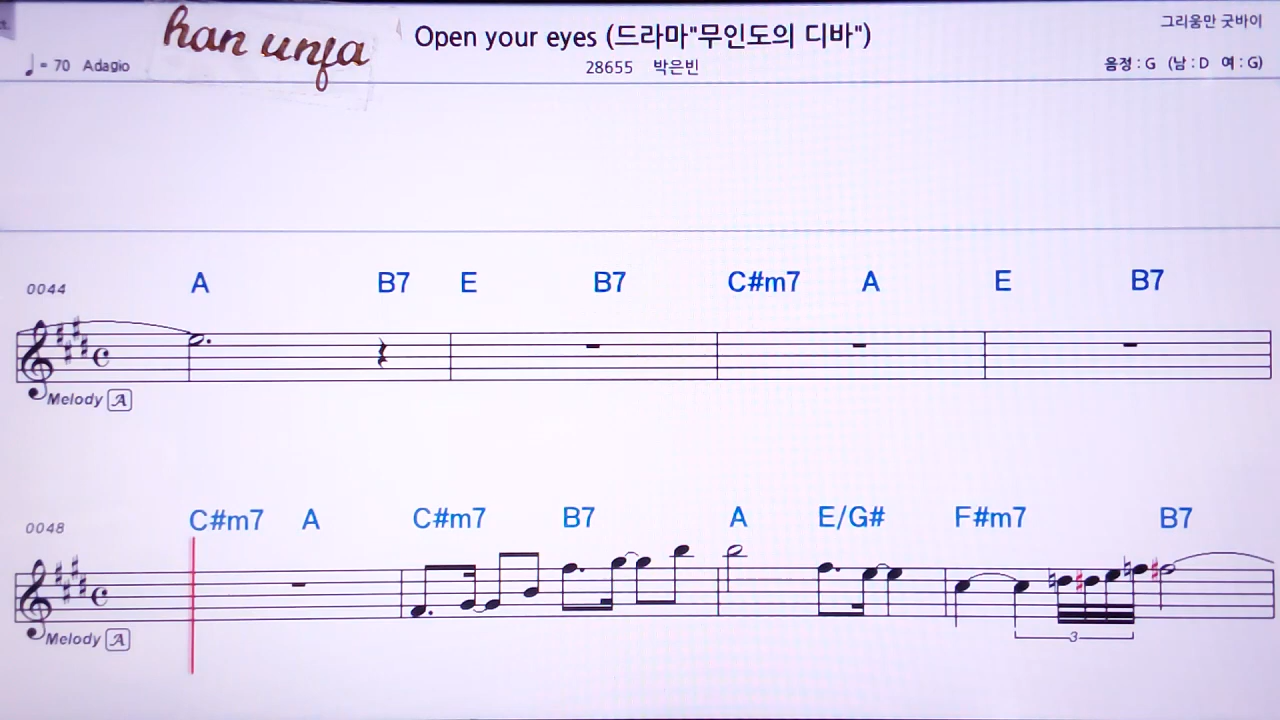 han unfa
Open your eyes (드라마"무인도의 디바")
그리움만 굿바이
♩= 70 Adagio
28655 박은빈
음정 : G (남 : D 여 : G)
0044 A B7 E B7 C#m7 A E B7
Melody A
0048 C#m7 A C#m7 B7 A E/G# F#m7 B7
Melody A
3